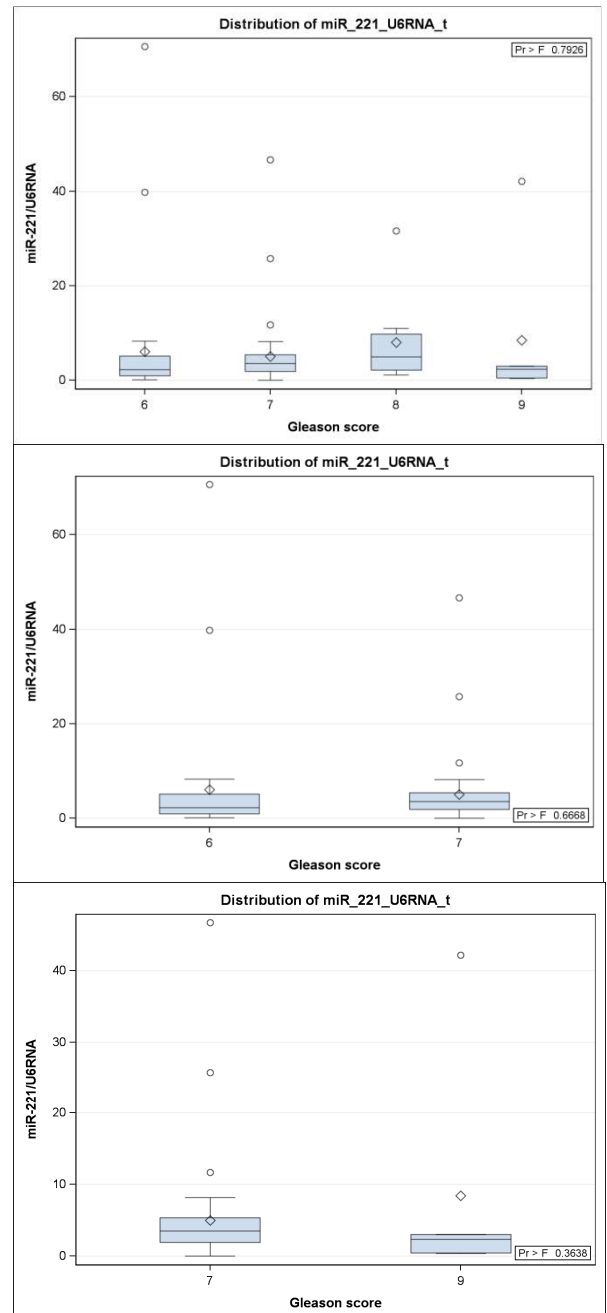 Distribution of miR_221_U6RNA_t
Pr > F 0.7926
60
40
20
0
miR-221/U6RNA
6 7 8 9
Gleason score
Distribution of miR_221_U6RNA_t
60
40
20
0
miR-221/U6RNA
Pr > F 0.6668
6 7
Gleason score
Distribution of miR_221_U6RNA_t
40
30
20
10
0
miR-221/U6RNA
Pr > F 0.3638
7 9
Gleason score